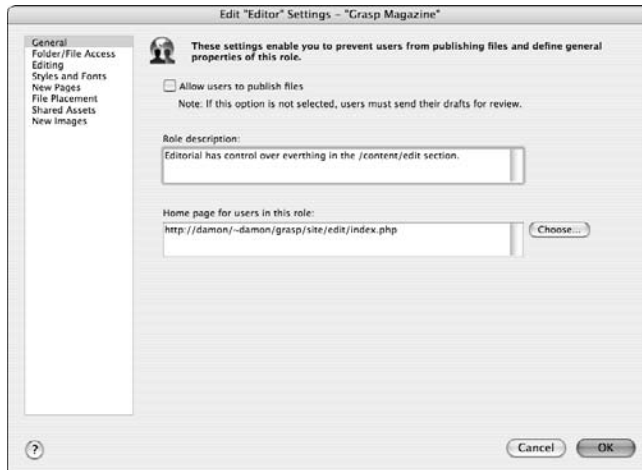 Edit "Editor" Settings – "Grasp Magazine"
General
Folder/File Access
Editing
Styles and Fonts
New Pages
File Placement
Shared Assets
New Images
These settings enable you to prevent users from publishing files and define general
properties of this role.
Allow users to publish files
Note: If this option is not selected, users must send their drafts for review.
Role description:
Editorial has control over everthing in the /content/edit section.
Home page for users in this role:
http://damon/~damon/grasp/site/edit/index.php
Choose...
?
Cancel
OK